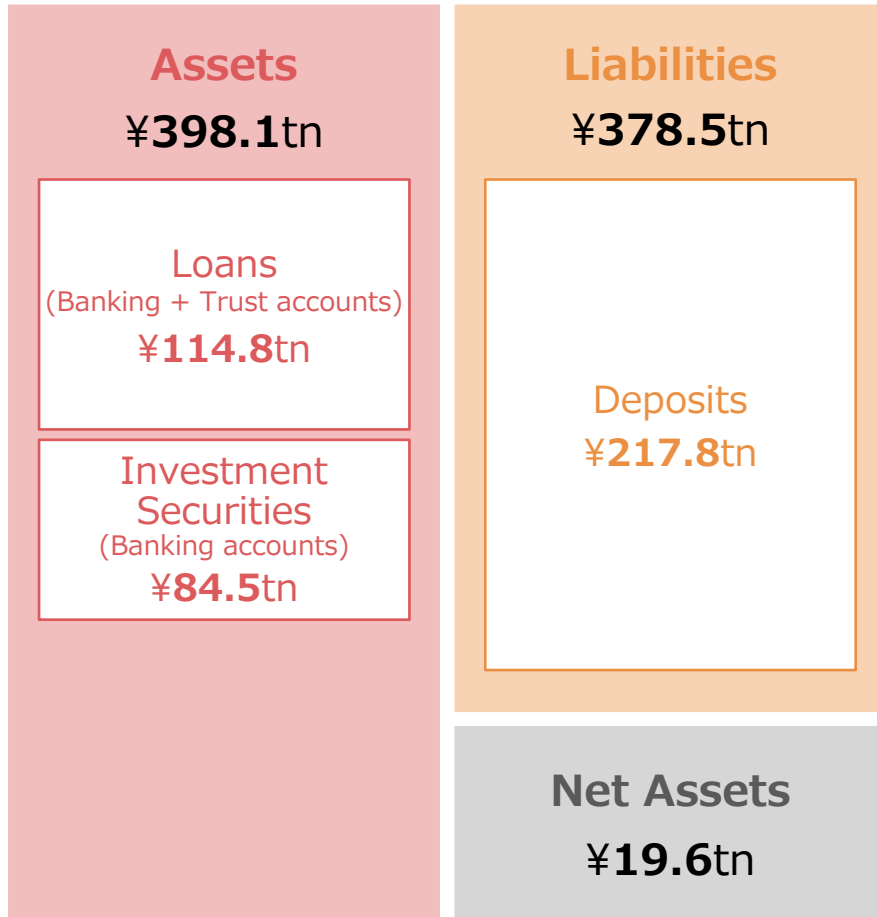 Assets
¥398.1tn
Loans
(Banking + Trust accounts)
¥114.8tn
Investment
Securities
(Banking accounts)
¥84.5tn
Liabilities
¥378.5tn
Deposits
¥217.8tn
Net Assets
¥19.6tn